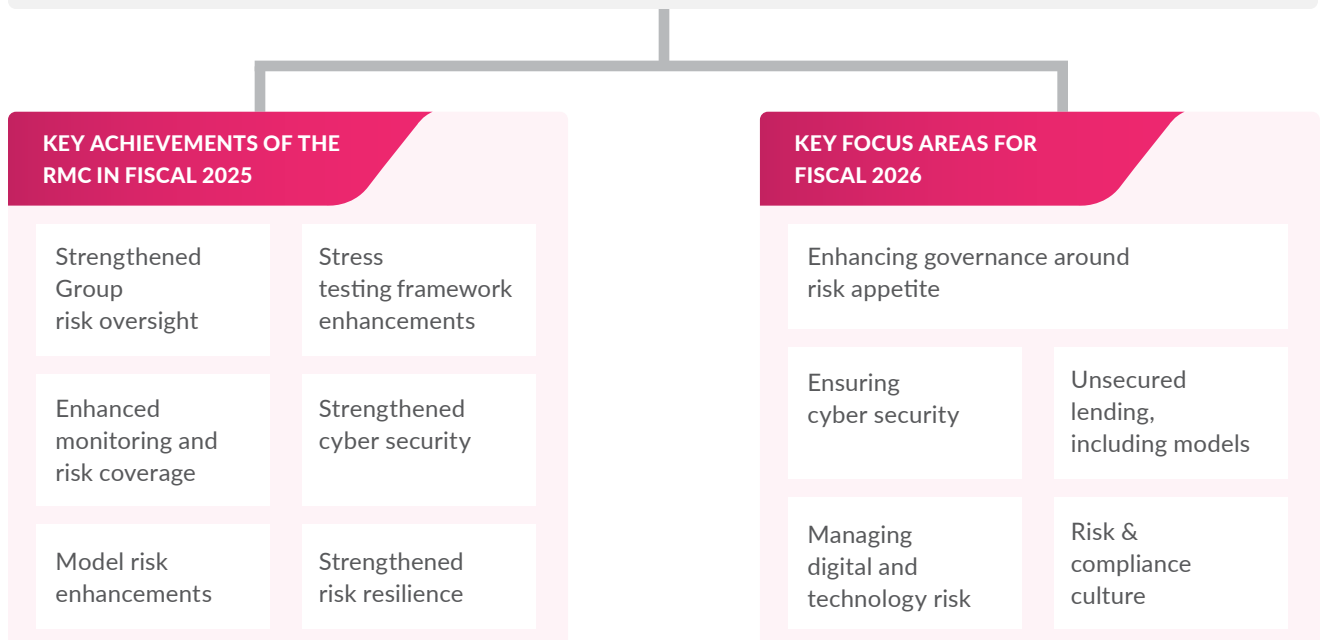 KEY ACHIEVEMENTS OF THE
RMC IN FISCAL 2025
Strengthened
Group
risk oversight
Stress
testing framework
enhancements
Enhanced
monitoring and
risk coverage
Strengthened
cyber security
Model risk
enhancements
Strengthened
risk resilience
KEY FOCUS AREAS FOR
FISCAL 2026
Enhancing governance around
risk appetite
Ensuring
cyber security
Unsecured
lending,
including models
Managing
digital and
technology risk
Risk &
compliance
culture